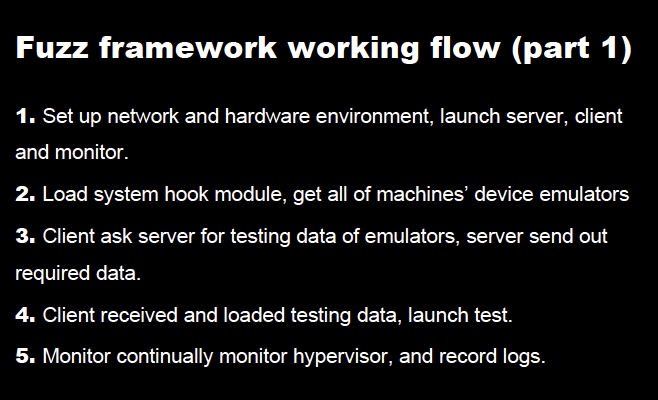 Fuzz framework working flow (part 1)
1. Set up network and hardware environment, launch server, client
and monitor.
2. Load system hook module, get all of machines’ device emulators
3. Client ask server for testing data of emulators, server send out
required data.
4. Client received and loaded testing data, launch test.
5. Monitor continually monitor hypervisor, and record logs.